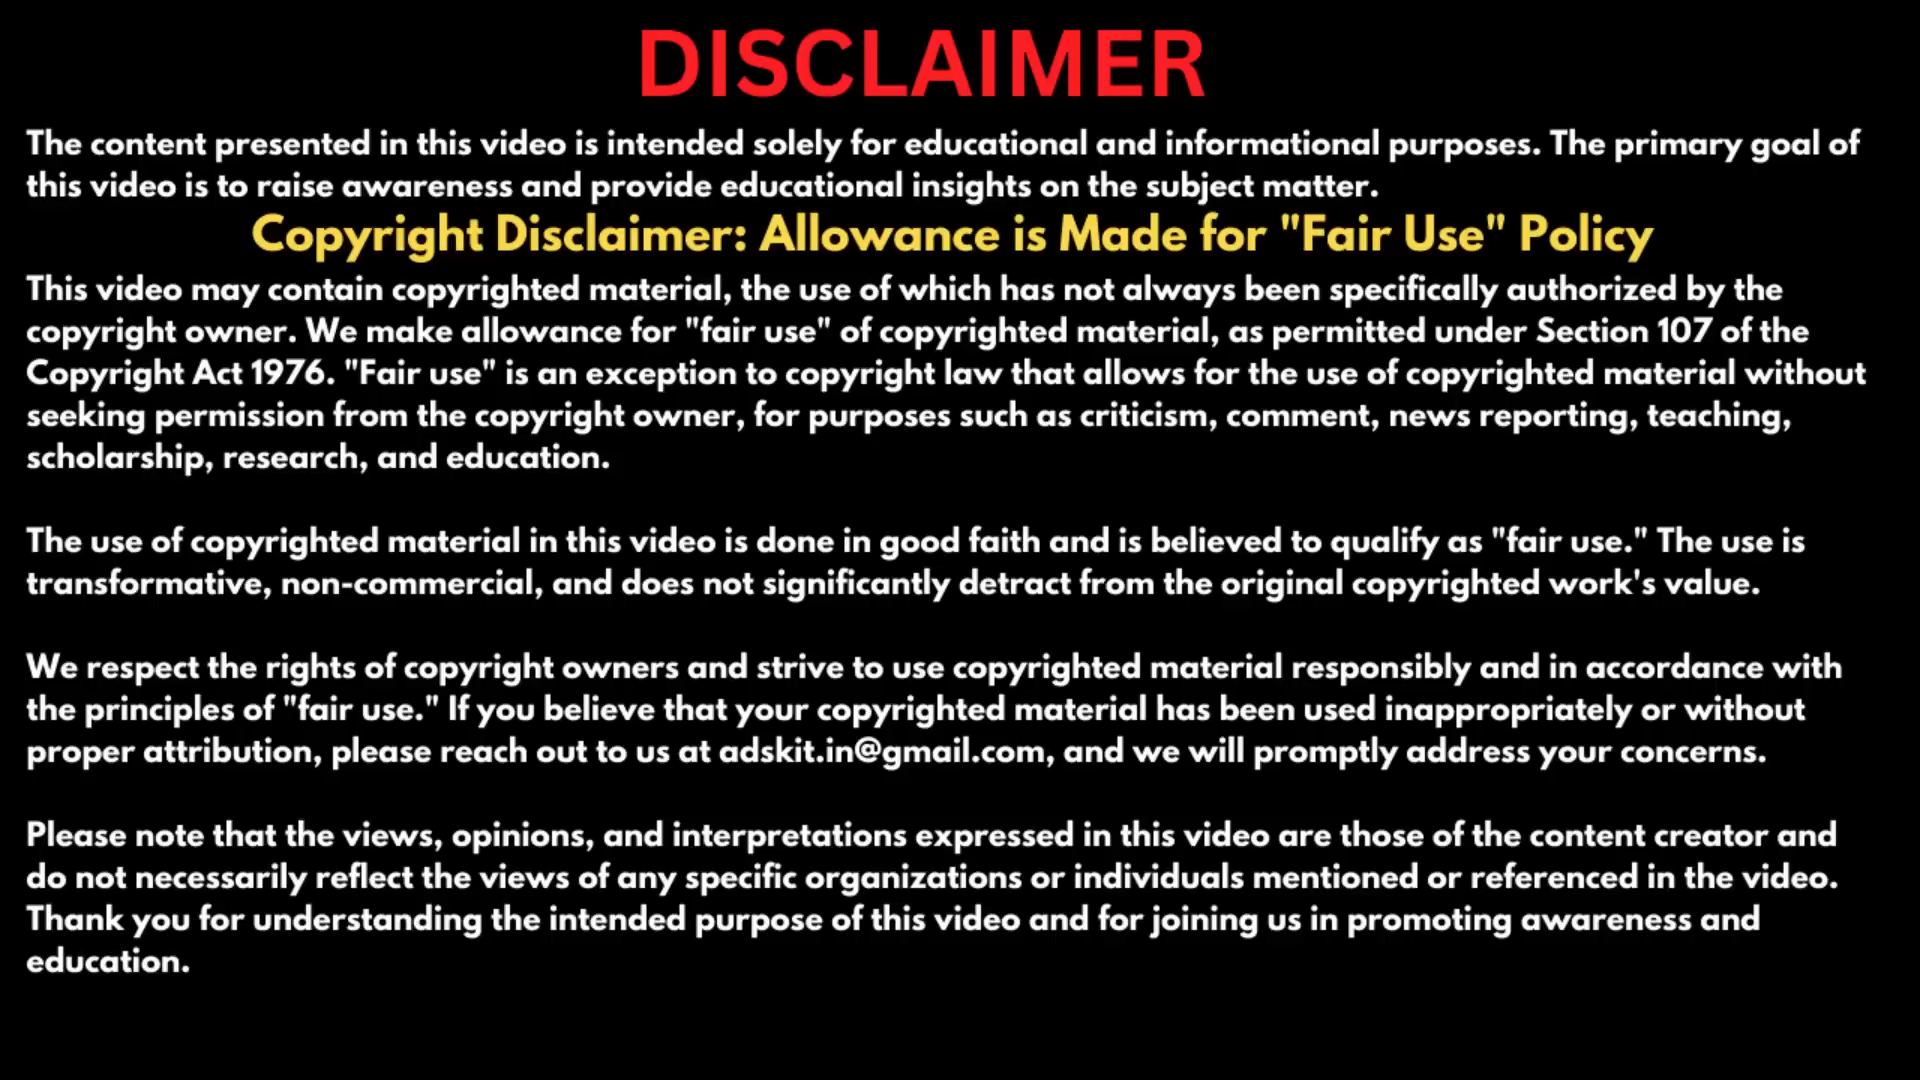 DISCLAIMER
The content presented in this video is intended solely for educational and informational purposes. The primary goal of
this video is to raise awareness and provide educational insights on the subject matter.
Copyright Disclaimer: Allowance is Made for "Fair Use" Policy
This video may contain copyrighted material, the use of which has not always been specifically authorized by the
copyright owner. We make allowance for "fair use" of copyrighted material, as permitted under Section 107 of the
Copyright Act 1976. "Fair use" is an exception to copyright law that allows for the use of copyrighted material without
seeking permission from the copyright owner, for purposes such as criticism, comment, news reporting, teaching,
scholarship, research, and education.
The use of copyrighted material in this video is done in good faith and is believed to qualify as "fair use." The use is
transformative, non-commercial, and does not significantly detract from the original copyrighted work's value.
We respect the rights of copyright owners and strive to use copyrighted material responsibly and in accordance with
the principles of "fair use." If you believe that your copyrighted material has been used inappropriately or without
proper attribution, please reach out to us at adskit.in@gmail.com, and we will promptly address your concerns.
Please note that the views, opinions, and interpretations expressed in this video are those of the content creator and
do not necessarily reflect the views of any specific organizations or individuals mentioned or referenced in the video.
Thank you for understanding the intended purpose of this video and for joining us in promoting awareness and
education.